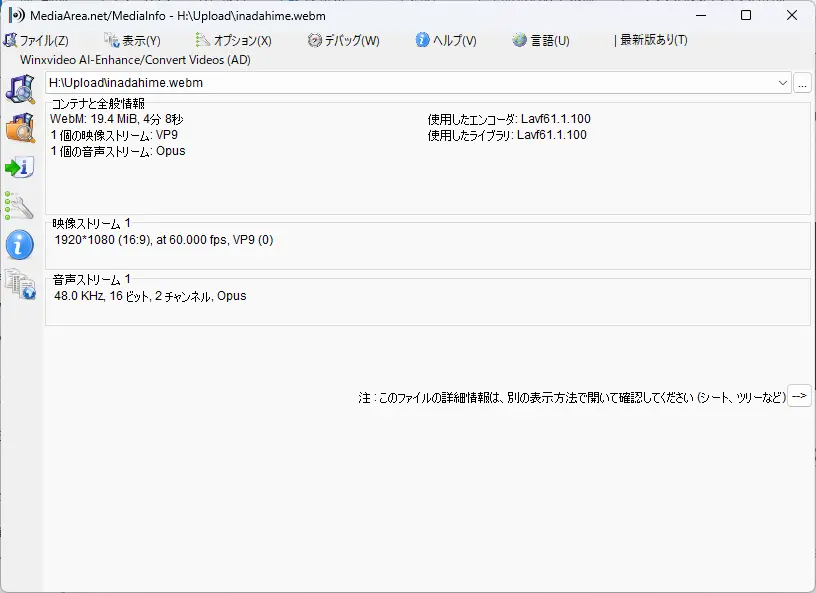 MediaArea.net/MediaInfo - H:\Upload\inadahime.webm
ファイル(Z) 表示(Y) オプション(X) デバッグ(W) ヘルプ(V) 言語(U) | 最新版あり(T)
Winxvideo AI-Enhance/Convert Videos (AD)
H:\Upload\inadahime.webm
...
コンテナと全般情報
WebM: 19.4 MiB, 4分 8秒
使用したエンコーダ: Lavf61.1.100
1 個の映像ストリーム: VP9
使用したライブラリ: Lavf61.1.100
1 個の音声ストリーム: Opus
映像ストリーム 1
1920*1080 (16:9), at 60.000 fps, VP9 (0)
音声ストリーム 1
48.0 KHz, 16 ビット, 2 チャンネル, Opus
注 : このファイルの詳細情報は、別の表示方法で開いて確認してください (シート、ツリーなど)
-->